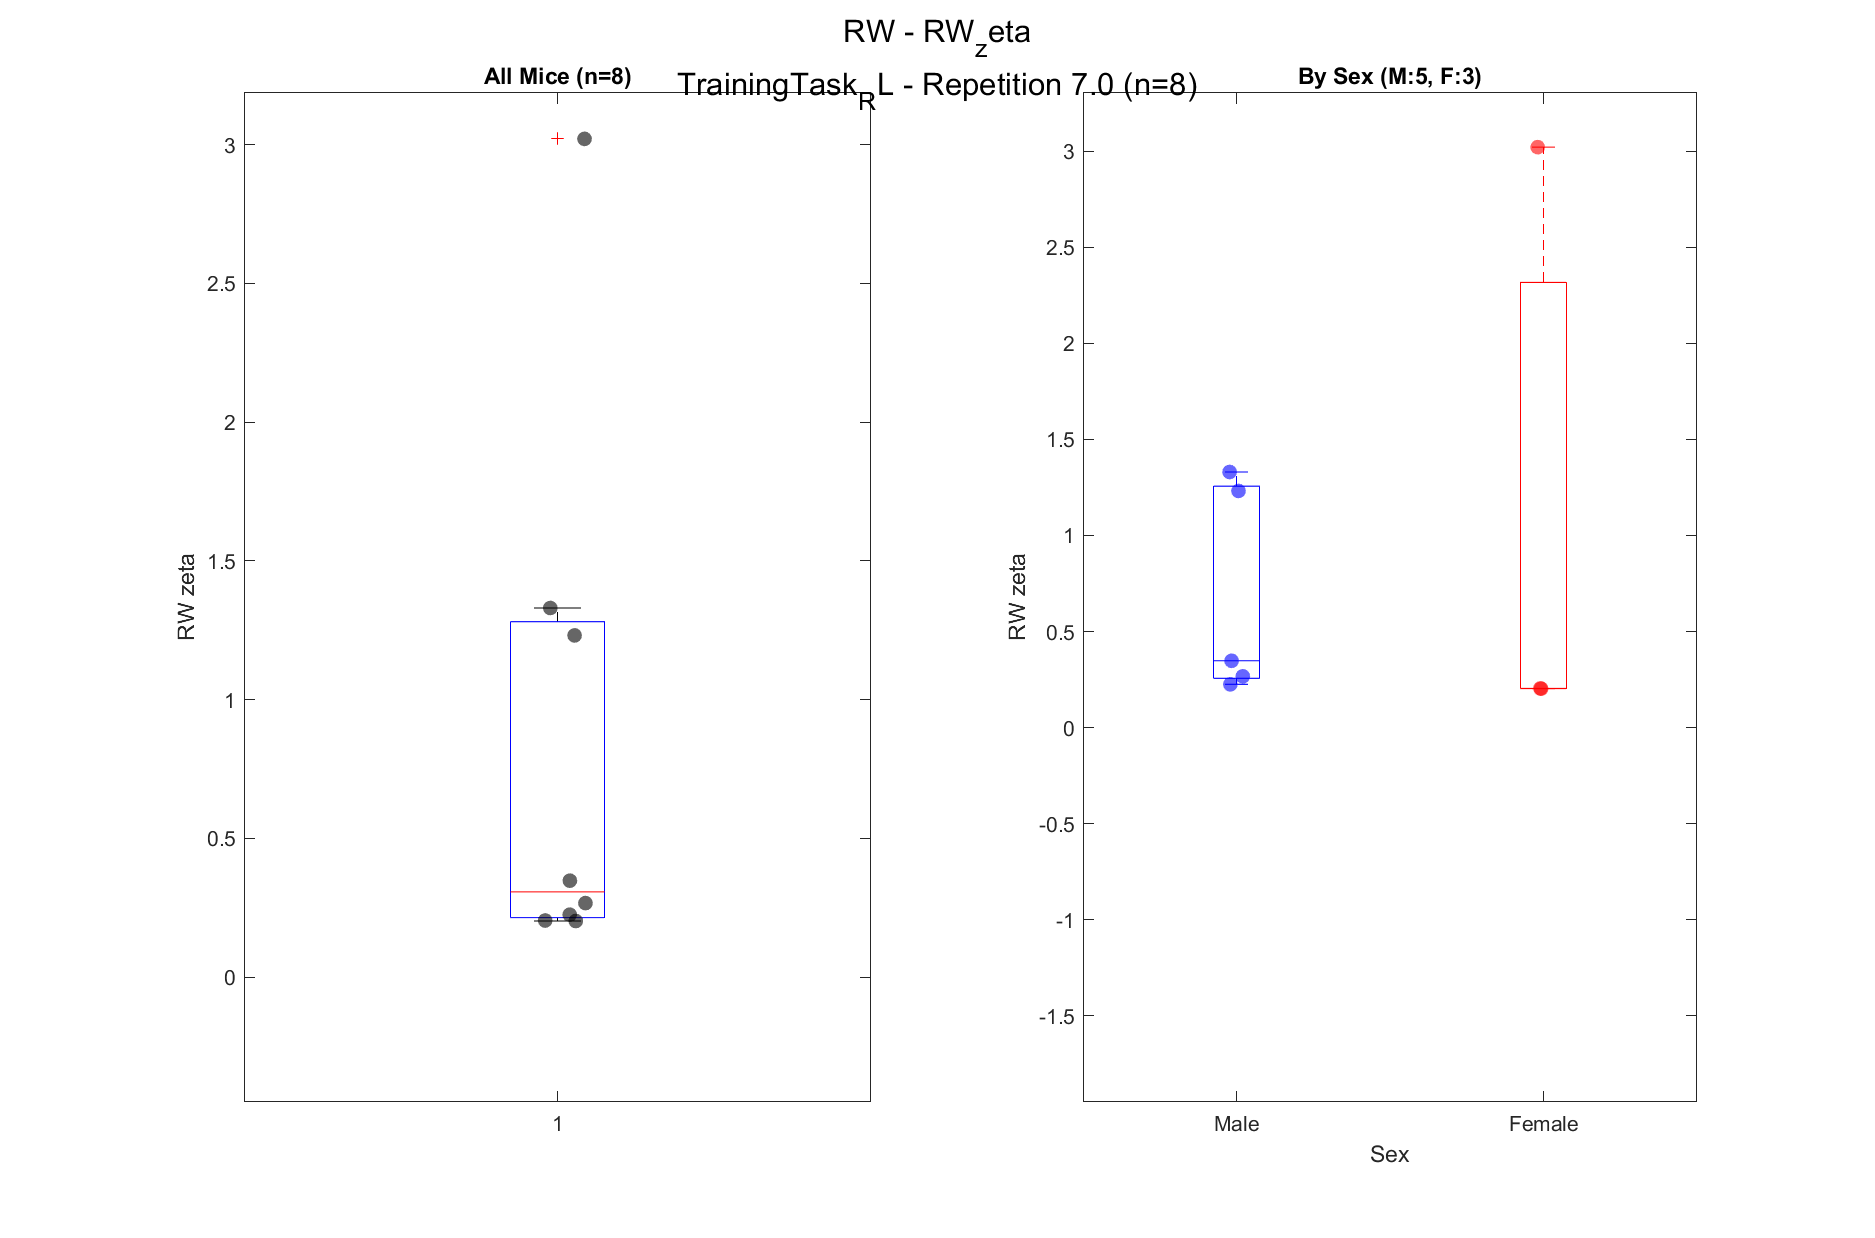 RW - RW_zeta
TrainingTask_RL - Repetition 7.0 (n=8)
All Mice (n=8)
RW zeta
3
2.5
2
1.5
1
0.5
0
1
By Sex (M:5, F:3)
RW zeta
3
2.5
2
1.5
1
0.5
0
-0.5
-1
-1.5
Male Female
Sex